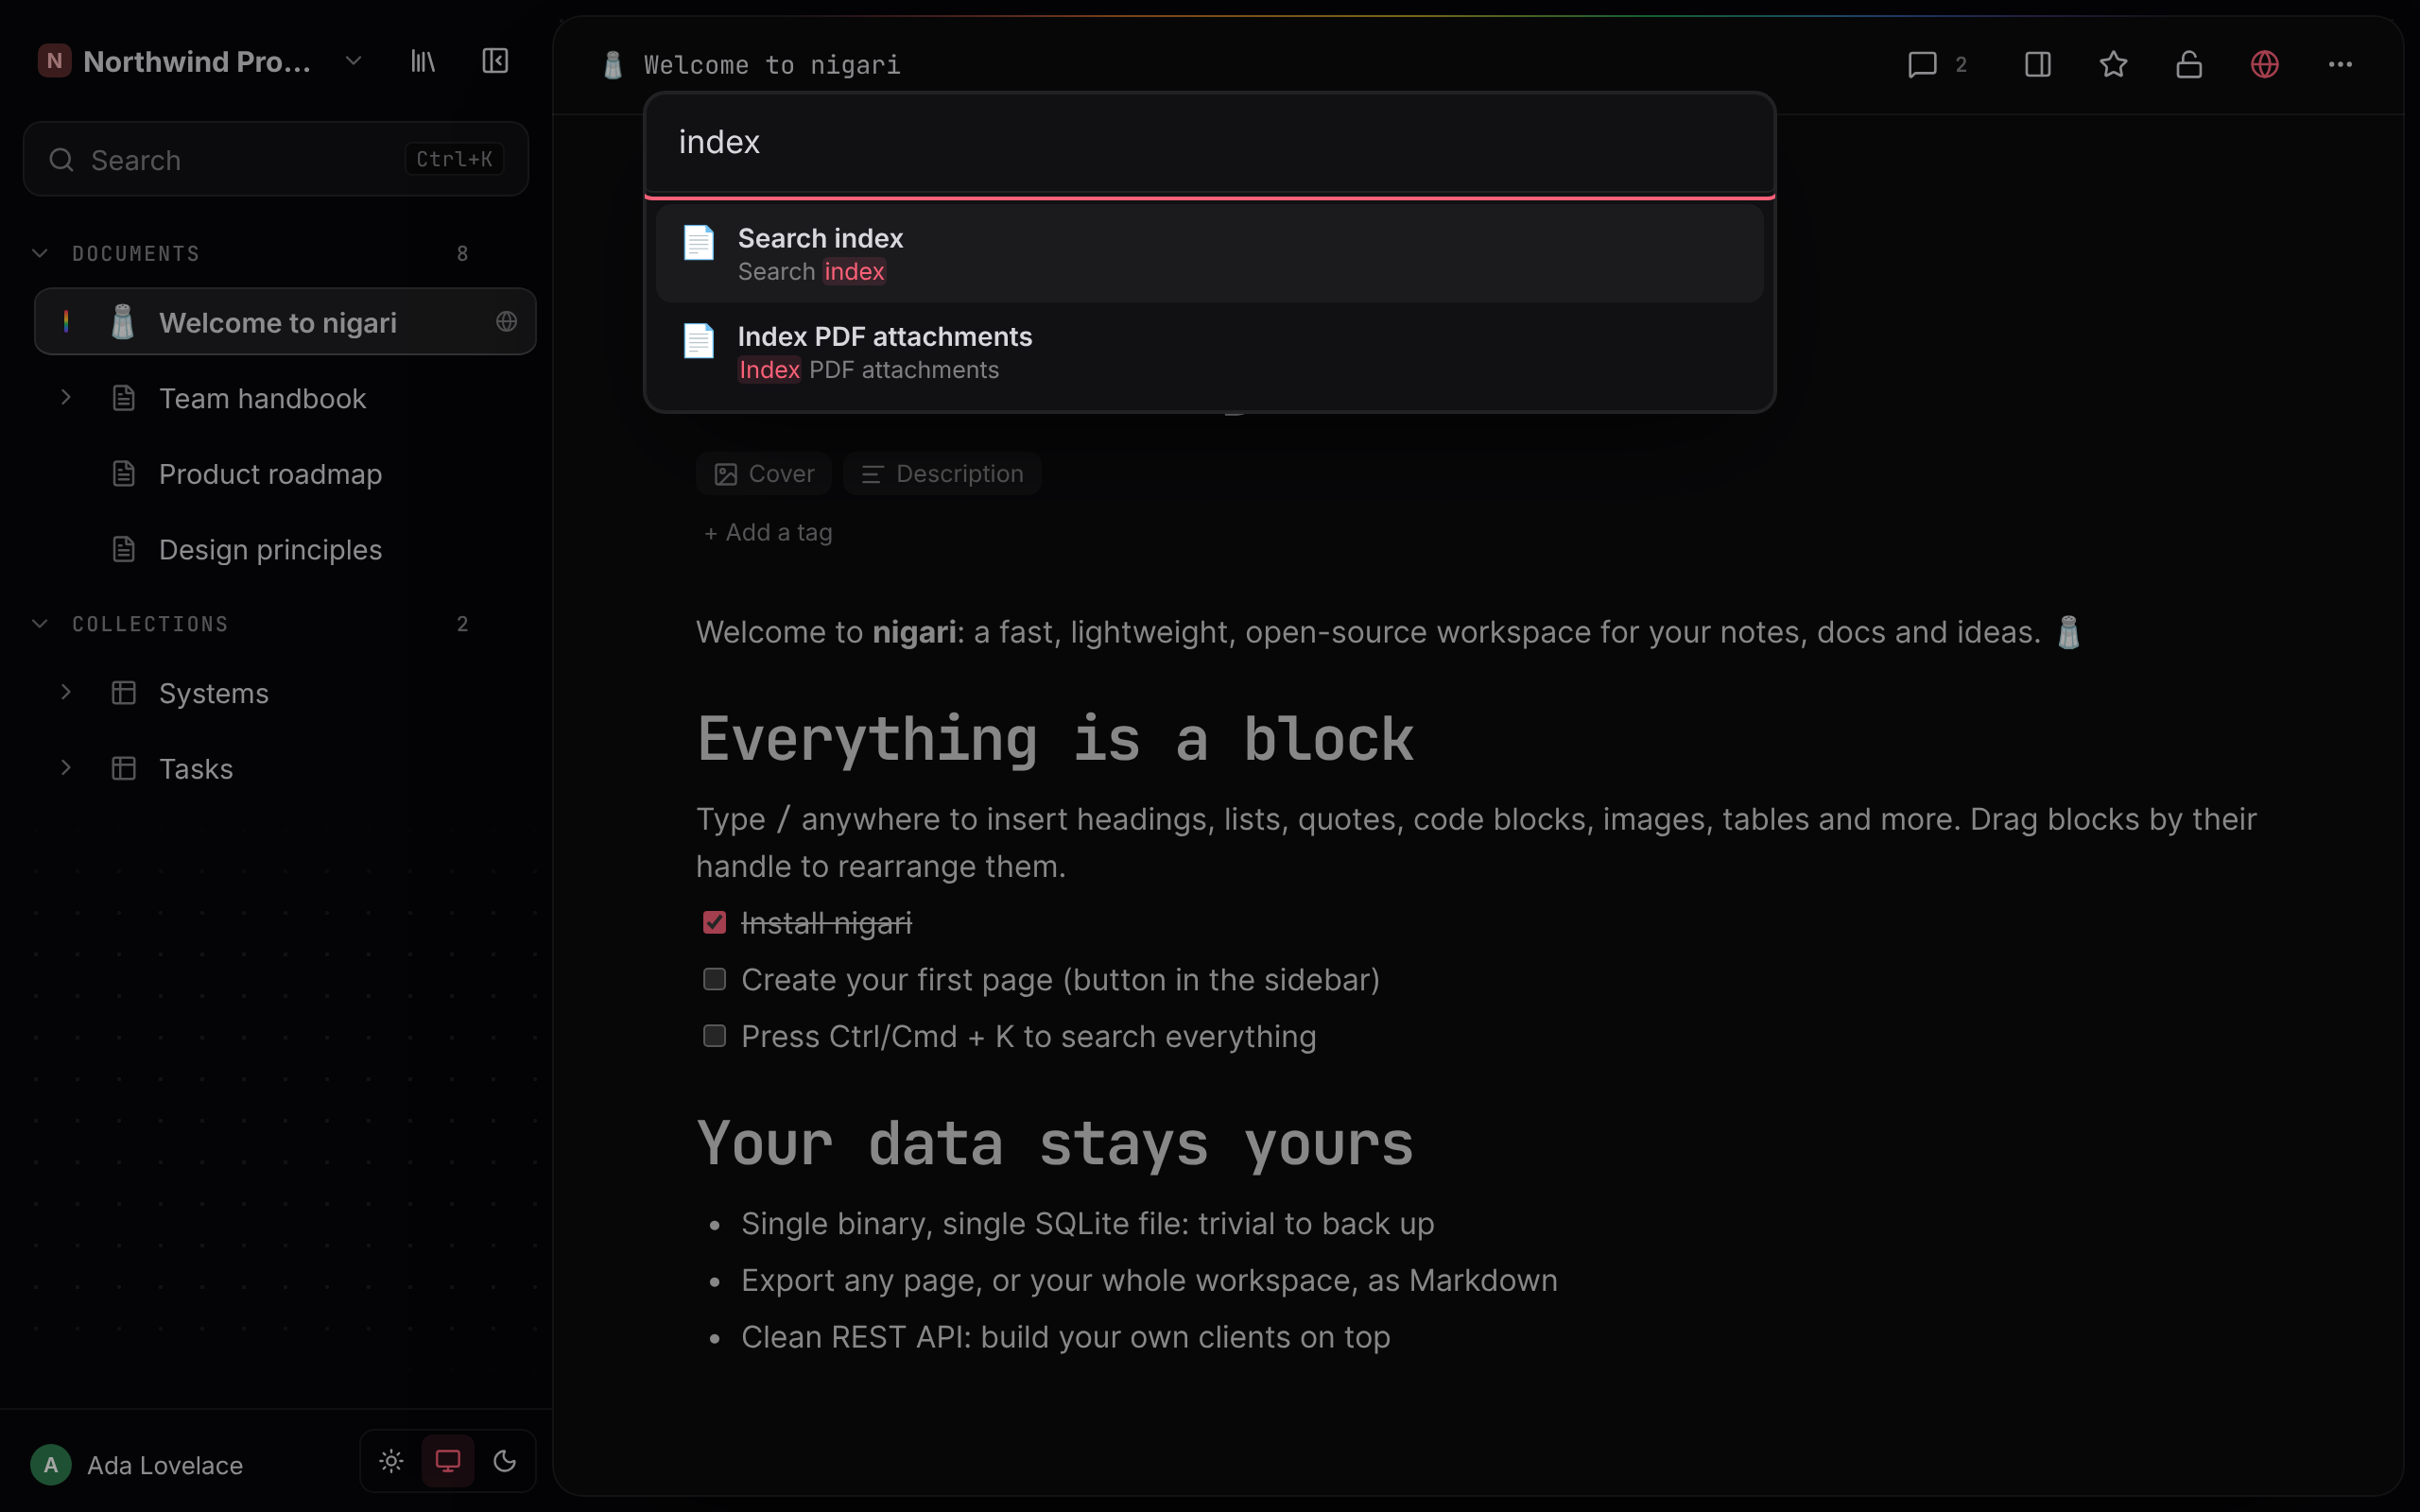 N Northwind Pro...
Search Ctrl+K
DOCUMENTS 8
Welcome to nigari
Team handbook
Product roadmap
Design principles
COLLECTIONS 2
Systems
Tasks
A Ada Lovelace
Welcome to nigari 2
index
Search index
Search index
Index PDF attachments
Index PDF attachments
Cover Description
+ Add a tag
Welcome to nigari: a fast, lightweight, open-source workspace for your notes, docs and ideas.
Everything is a block
Type / anywhere to insert headings, lists, quotes, code blocks, images, tables and more. Drag blocks by their
handle to rearrange them.
Install nigari
Create your first page (button in the sidebar)
Press Ctrl/Cmd + K to search everything
Your data stays yours
• Single binary, single SQLite file: trivial to back up
• Export any page, or your whole workspace, as Markdown
• Clean REST API: build your own clients on top